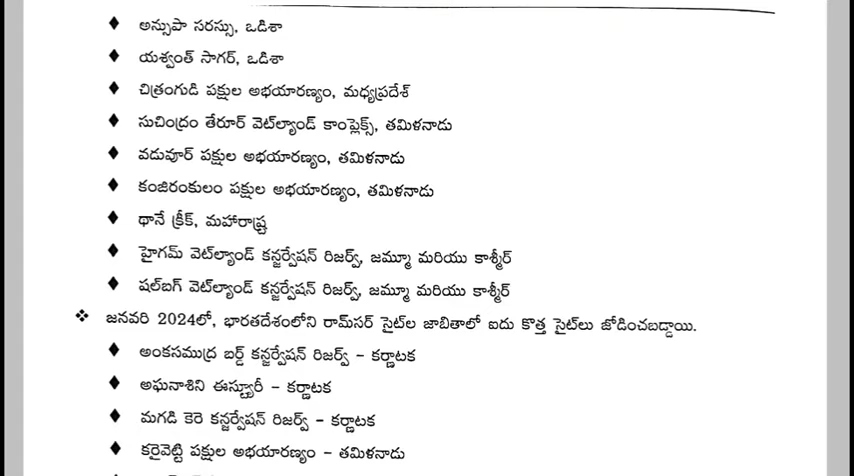 అన్సుపా సరస్సు, ఒడిశా
యశ్వంత్ సాగర్, ఒడిశా
చిత్రంగుడి పక్షుల అభయారణ్యం, మధ్యప్రదేశ్
సుచింద్రం తేరూర్ వెట్‌ల్యాండ్ కాంప్లెక్స్, తమిళనాడు
వడువూర్ పక్షుల అభయారణ్యం, తమిళనాడు
కంజిరంకులం పక్షుల అభయారణ్యం, తమిళనాడు
థానే క్రీక్, మహారాష్ట్ర
హైగమ్ వెట్‌ల్యాండ్ కన్జర్వేషన్ రిజర్వ్, జమ్మూ మరియు కాశ్మీర్
షల్‌బగ్ వెట్‌ల్యాండ్ కన్జర్వేషన్ రిజర్వ్, జమ్మూ మరియు కాశ్మీర్
జనవరి 2024లో, భారతదేశంలోని రామ్‌సర్ సైట్‌ల జాబితాలో ఐదు కొత్త సైట్‌లు జోడించబడ్డాయి.
అంకసముద్ర బర్డ్ కన్జర్వేషన్ రిజర్వ్ – కర్ణాటక
అఘనాశిని ఈస్ట్యూరీ – కర్ణాటక
మగడి కెరె కన్జర్వేషన్ రిజర్వ్ – కర్ణాటక
కరైవెట్టి పక్షుల అభయారణ్యం – తమిళనాడు